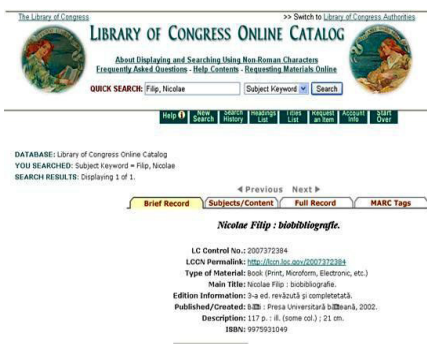 The Library of Congress >> Switch to Library of Congress Authorities
LIBRARY OF CONGRESS ONLINE CATALOG
About Displaying and Searching Using Non-Roman Characters
Frequently Asked Questions - Help Contents - Requesting Materials Online
QUICK SEARCH: Filip, Nicolae Subject Keyword Search
Help New Search Search History Headings List Titles List Request an Item Account Info Start Over
DATABASE: Library of Congress Online Catalog
YOU SEARCHED: Subject Keyword = Filip, Nicolae
SEARCH RESULTS: Displaying 1 of 1.
Previous Next
Brief Record Subjects/Content Full Record MARC Tags
Nicolae Filip : biobibliografie.
LC Control No.: 2007372384
LCCN Permalink: http://lccn.loc.gov/2007372384
Type of Material: Book (Print, Microform, Electronic, etc.)
Main Title: Nicolae Filip : biobibliografie.
Edition Information: 3-a ed. revăzută şi completetată.
Published/Created: : Presa Universitară 2002.
Description: 117 p. : ill. (some col.) ; 21 cm.
ISBN: 9975931049